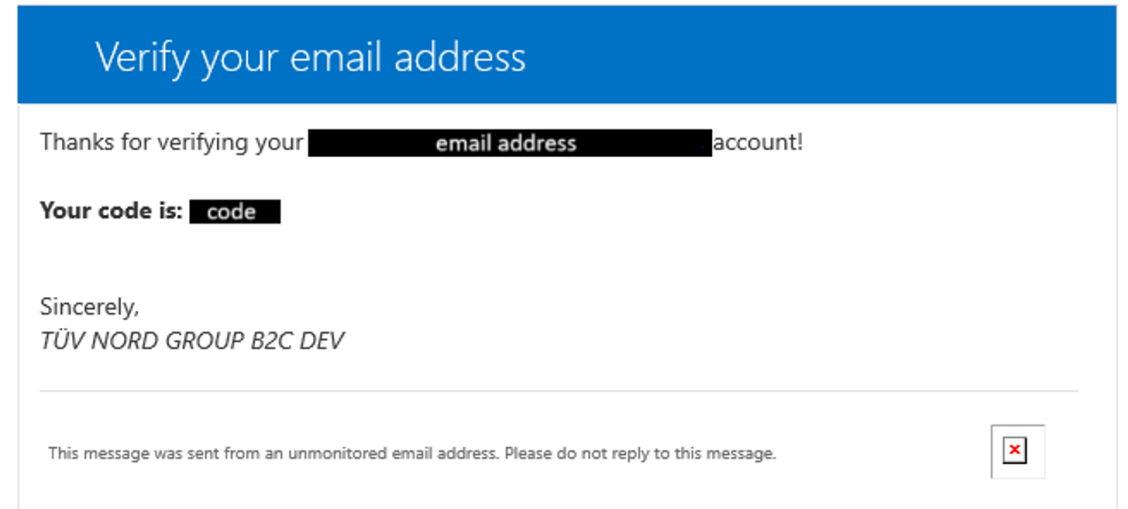 Verify your email address
Thanks for verifying your email address account!
Your code is: code
Sincerely,
TÜV NORD GROUP B2C DEV
This message was sent from an unmonitored email address. Please do not reply to this message.